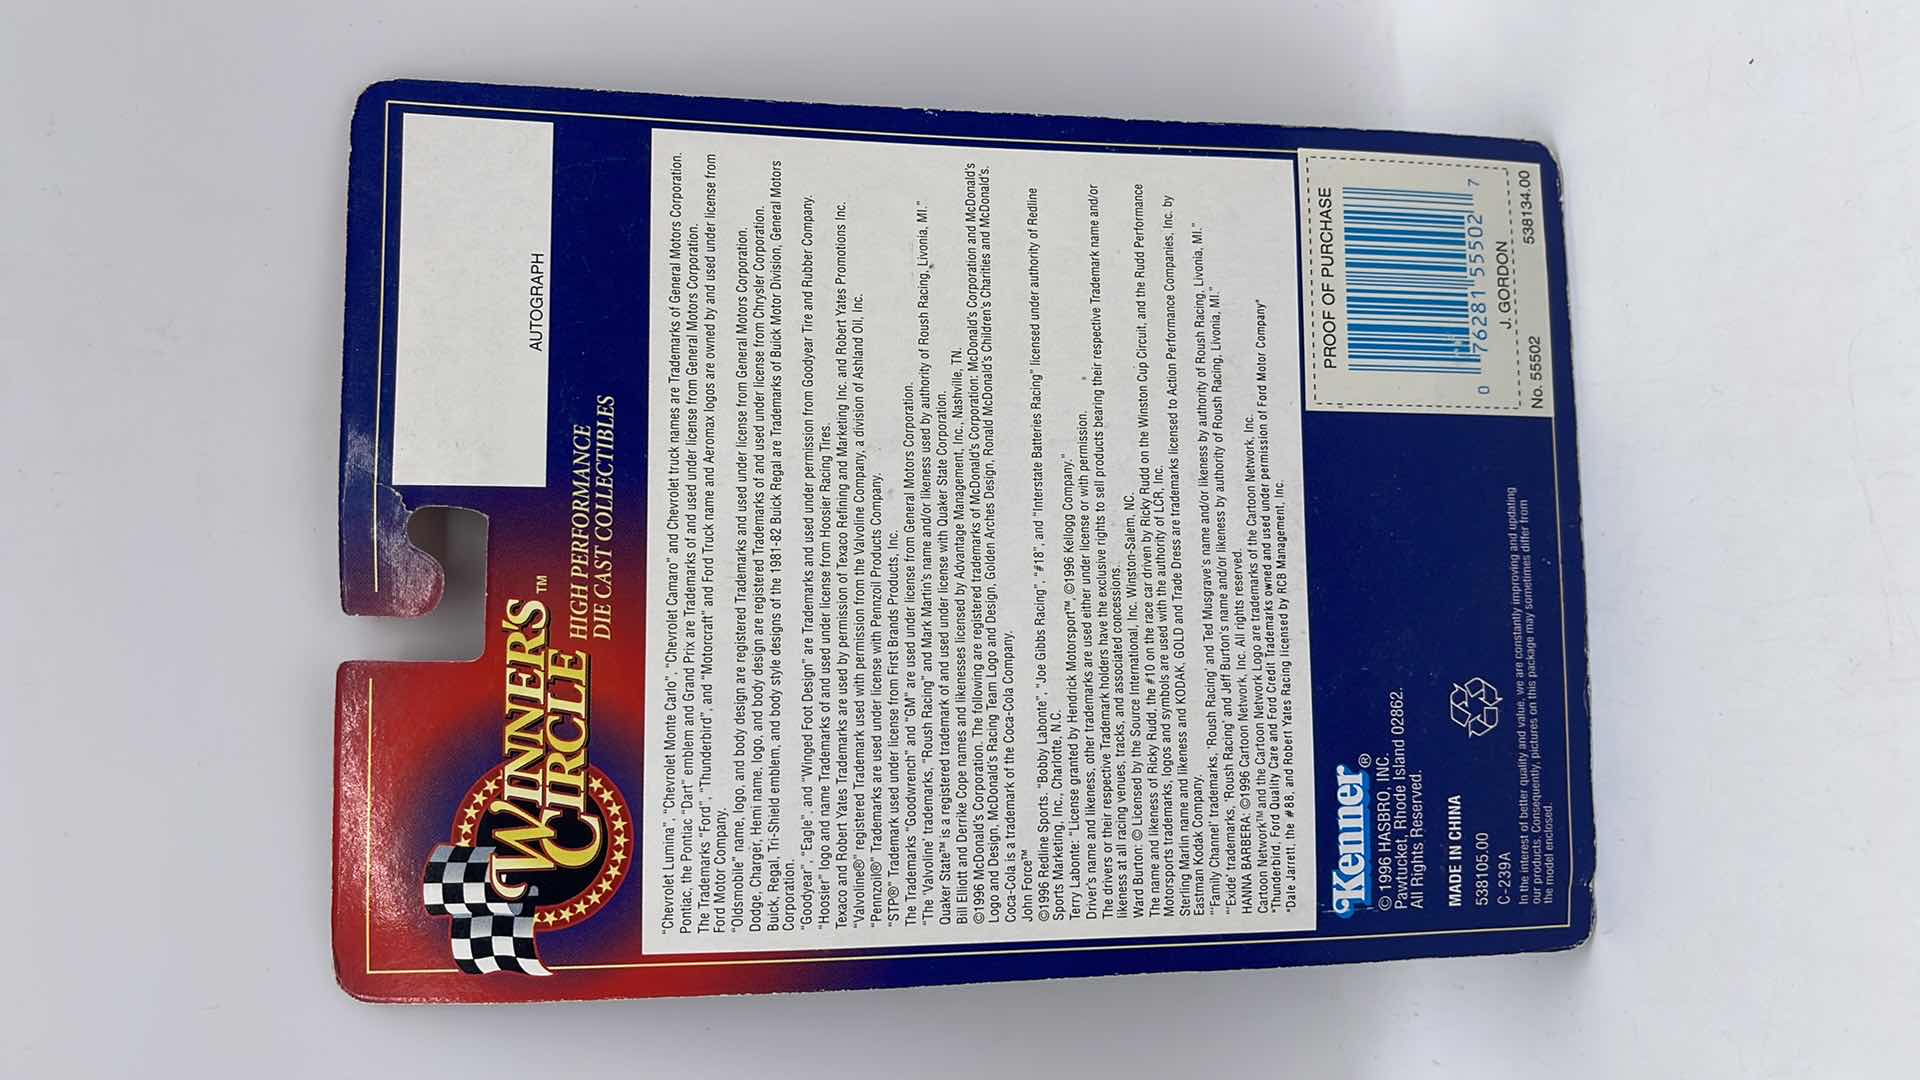 WINNER'S
CIRCLE™
HIGH PERFORMANCE
DIE CAST COLLECTIBLES
AUTOGRAPH
"Chevrolet Lumina", "Chevrolet Monte Carlo", "Chevrolet Camaro" and Chevrolet truck names are Trademarks of General Motors Corporation.
Pontiac, the Pontiac "Dart" emblem and Grand Prix are Trademarks of and used under license from General Motors Corporation.
The Trademarks "Ford", "Thunderbird", and "Motorcraft" and Ford Truck name and Aeromax logos are owned by and used under license from
Ford Motor Company.
"Oldsmobile" name, logo, and body design are registered Trademarks and used under license from General Motors Corporation.
Dodge, Charger, Hemi name, logo, and body design are registered Trademarks of and used under license from Chrysler Corporation.
Buick, Regal, Tri-Shield emblem, and body style designs of the 1981-82 Buick Regal are Trademarks of Buick Motor Division, General Motors
Corporation.
"Goodyear", "Eagle", and "Winged Foot Design" are Trademarks and used under permission from Goodyear Tire and Rubber Company.
"Hoosier" logo and name Trademarks of and used under license from Hoosier Racing Tires.
Texaco and Robert Yates Trademarks are used by permission of Texaco Refining and Marketing Inc. and Robert Yates Promotions Inc.
"Valvoline®" registered Trademark used with permission from the Valvoline Company, a division of Ashland Oil, Inc.
"Pennzoil®" Trademarks are used under license with Pennzoil Products Company.
"STP®" Trademark used under license from First Brands Products, Inc.
The Trademarks "Goodwrench" and "GM" are used under license from General Motors Corporation.
"The 'Valvoline' trademarks, "Roush Racing" and Mark Martin's name and/or likeness used by authority of Roush Racing, Livonia, MI."
Quaker State™ is a registered trademark of and used under license with Quaker State Corporation.
Bill Elliott and Derrike Cope names and likenesses licensed by Advantage Management, Inc., Nashville, TN.
©1996 McDonald's Corporation. The following are registered trademarks of McDonald's Corporation: McDonald's Corporation and McDonald's
Logo and Design, McDonald's Racing Team Logo and Design, Golden Arches Design, Ronald McDonald's Children's Charities and McDonald's.
Coca-Cola is a trademark of the Coca-Cola Company.
John Force™
©1996 Redline Sports. "Bobby Labonte", "Joe Gibbs Racing", "#18", and "Interstate Batteries Racing" licensed under authority of Redline
Sports Marketing, Inc., Charlotte, N.C.
Terry Labonte: "License granted by Hendrick Motorsport™, ©1996 Kellogg Company."
Driver's name and likeness, other trademarks are used either under license or with permission.
The drivers or their respective Trademark holders have the exclusive rights to sell products bearing their respective Trademark name and/or
likeness at all racing venues, tracks, and associated concessions.
Ward Burton: © Licensed by the Source International, Inc. Winston-Salem, NC.
The name and likeness of Ricky Rudd, the #10 on the race car driven by Ricky Rudd on the Winston Cup Circuit, and the Rudd Performance
Motorsports trademarks, logos and symbols are used with the authority of LCR, Inc.
Sterling Marlin name and likeness and KODAK, GOLD and Trade Dress are trademarks licensed to Action Performance Companies, Inc. by
Eastman Kodak Company.
"'Family Channel' trademarks, 'Roush Racing' and Ted Musgrave's name and/or likeness by authority of Roush Racing, Livonia, MI."
"'Exide' trademarks, 'Roush Racing' and Jeff Burton's name and/or likeness by authority of Roush Racing, Livonia, MI."
HANNA BARBERA: ©1996 Cartoon Network, Inc. All rights reserved.
Cartoon Network™ and the Cartoon Network Logo are trademarks of the Cartoon Network, Inc.
"Thunderbird, Ford Quality Care and Ford Credit Trademarks owned and used under permission of Ford Motor Company"
"Dale Jarrett, the #88, and Robert Yates Racing licensed by RCB Management, Inc.
Kenner®
© 1996 HASBRO, INC.
Pawtucket, Rhode Island 02862.
All Rights Reserved.
MADE IN CHINA
538105.00
C-239A
In the interest of better quality and value, we are constantly improving and updating
our products. Consequently, pictures on this package may sometimes differ from
the model enclosed.
PROOF OF PURCHASE
0 76281 55502 7
J. GORDON
No. 55502 538134.00